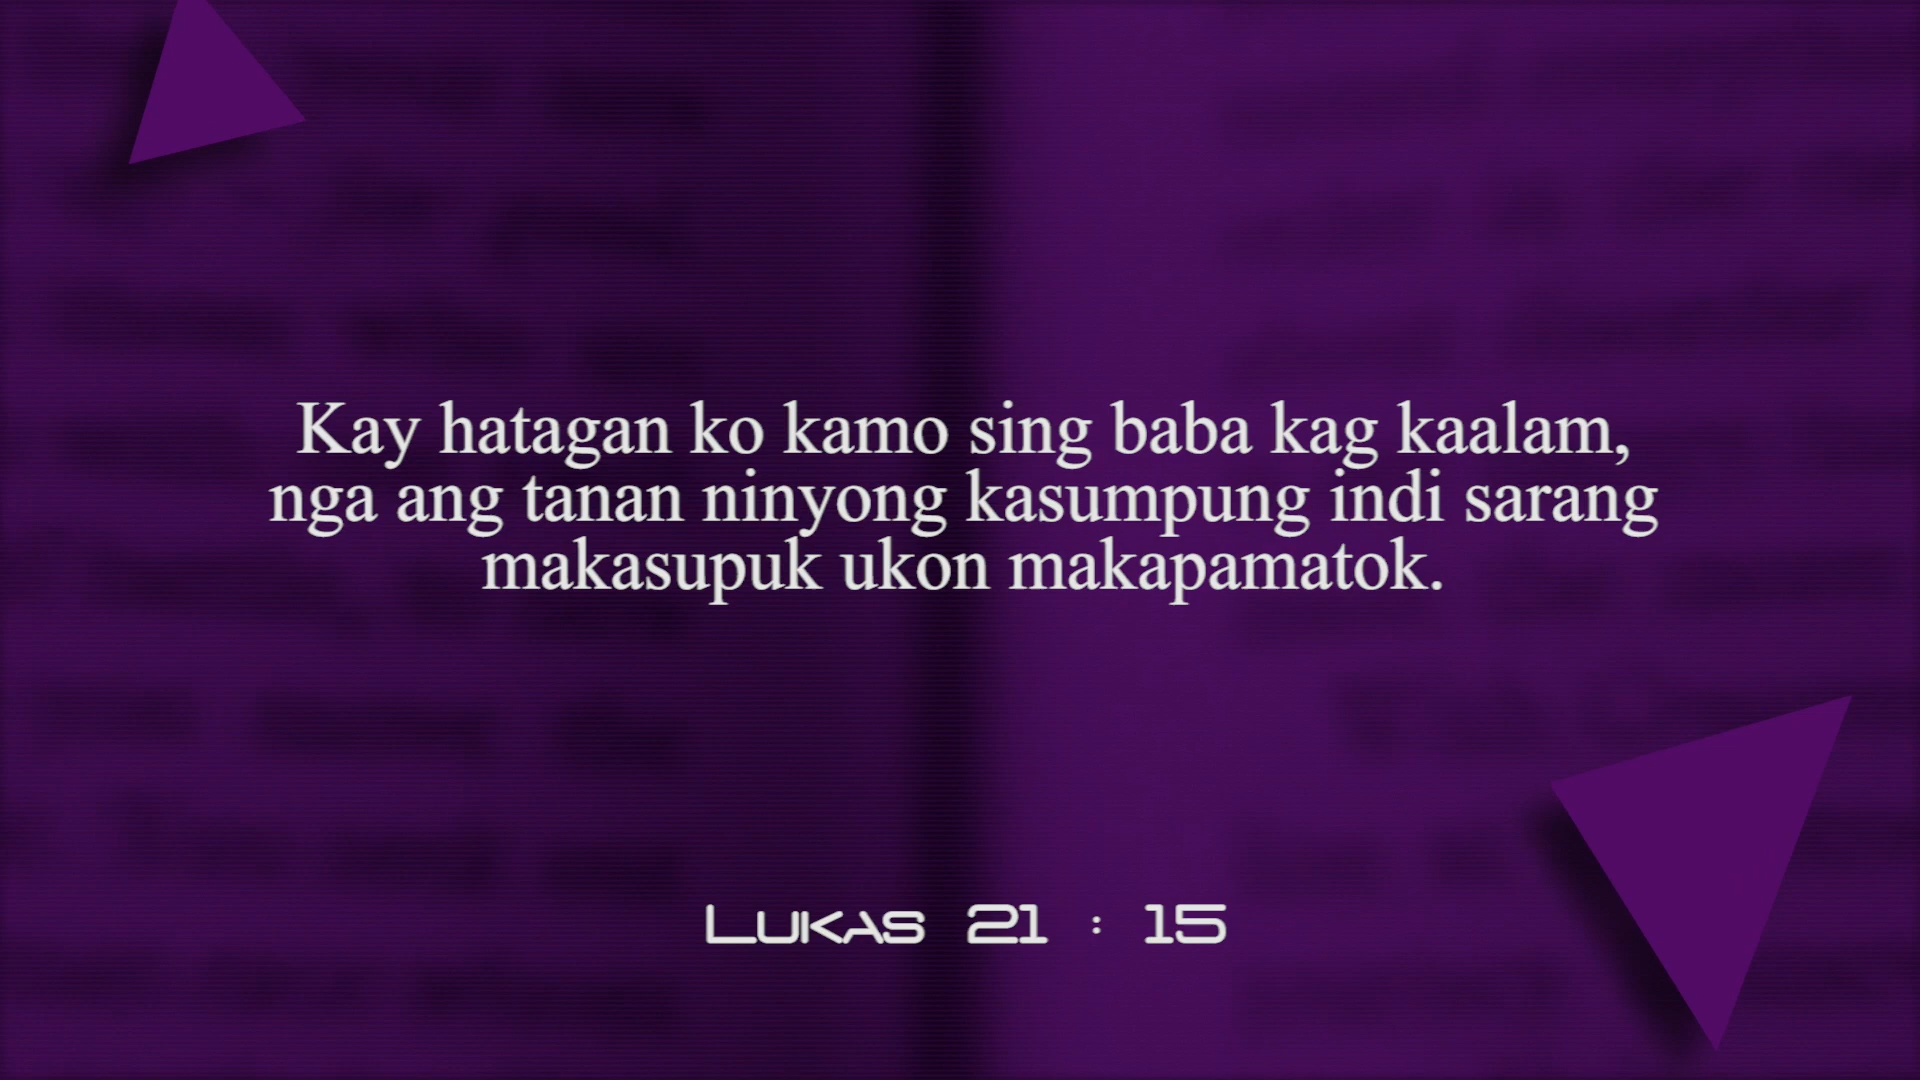 Kay hatagan ko kamo sing baba kag kaalam,
nga ang tanan ninyong kasumpung indi sarang
makasupuk ukon makapamatok.
Lukas 21 : 15